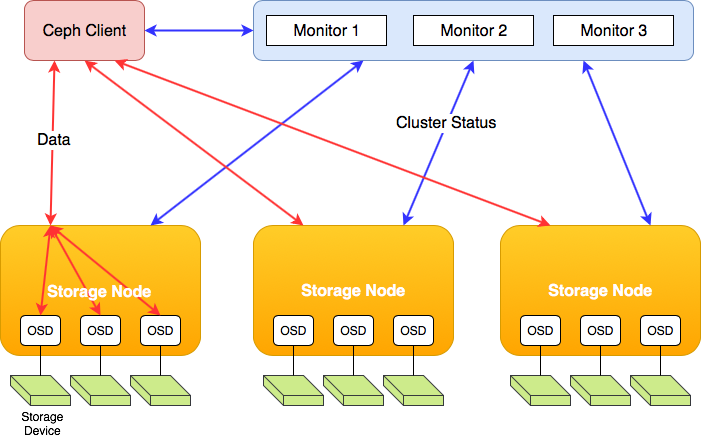 Ceph Client
Monitor 1
Monitor 2
Monitor 3
Data
Cluster Status
Storage Node
Storage Node
Storage Node
OSD
OSD
OSD
OSD
OSD
OSD
OSD
OSD
OSD
Storage
Device